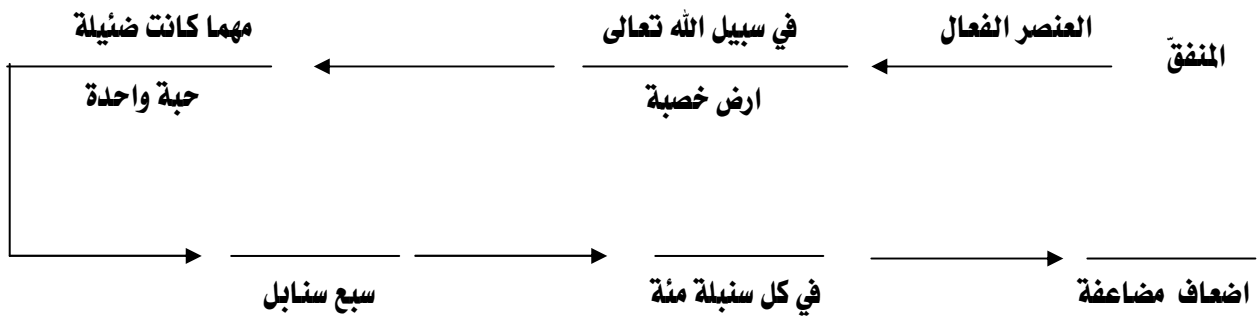 المنفقّ
العنصر الفعال
في سبيل الله تعالى
مهما كانت ضئيلة
ارض خصبة
حبة واحدة
سبع سنابل
في كل سنبلة مئة
اضعاف مضاعفة